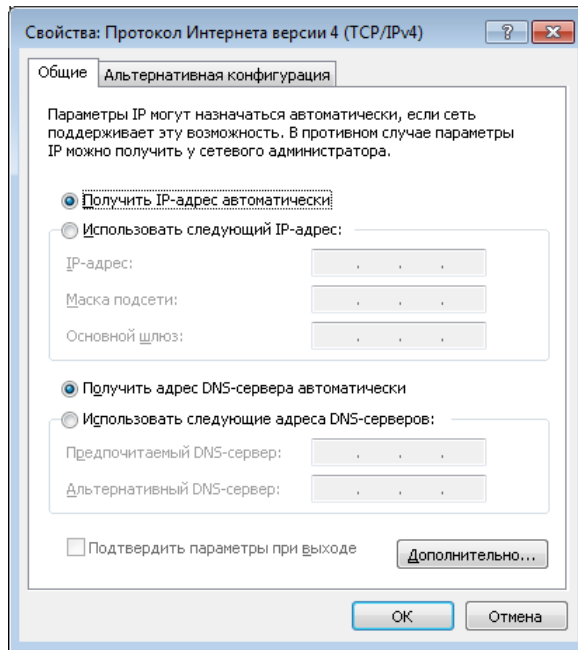 Свойства: Протокол Интернета версии 4 (TCP/IPv4)
Общие
Альтернативная конфигурация
Параметры IP могут назначаться автоматически, если сеть
поддерживает эту возможность. В противном случае параметры
IP можно получить у сетевого администратора.
Получить IP-адрес автоматически
Использовать следующий IP-адрес:
IP-адрес:
Маска подсети:
Основной шлюз:
Получить адрес DNS-сервера автоматически
Использовать следующие адреса DNS-серверов:
Предпочитаемый DNS-сервер:
Альтернативный DNS-сервер:
Подтвердить параметры при выходе
Дополнительно...
ОК
Отмена